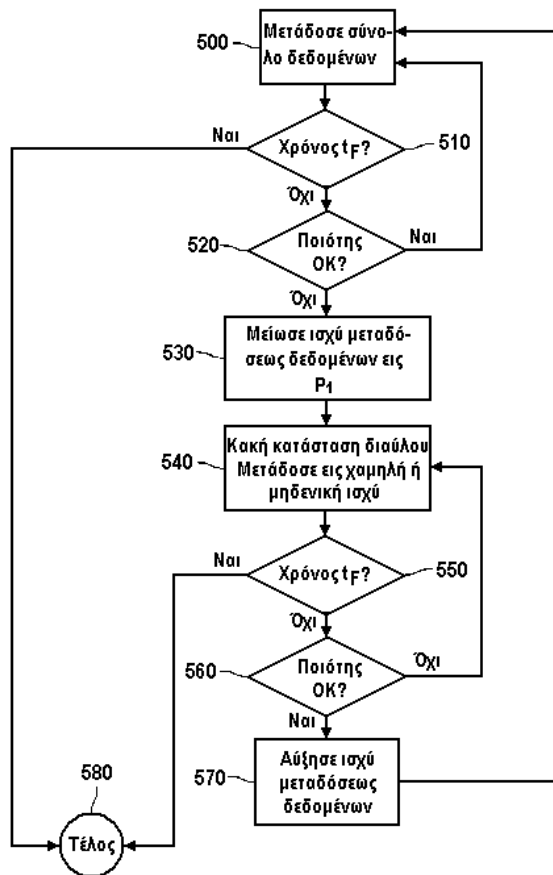 500
Μετάδοσε σύνο-
λο δεδομένων
Ναι
Χρόνος tF?
510
Όχι
520
Ποιότης
OK?
Ναι
Όχι
530
Μείωσε ισχύ μεταδό-
σεως δεδομένων εις
P1
540
Κακή κατάσταση διαύλου
Μετάδοσε εις χαμηλή ή
μηδενική ισχύ
Ναι
Χρόνος tF?
550
Όχι
560
Ποιότης
OK?
Όχι
Ναι
570
Αύξησε ισχύ
μεταδόσεως
δεδομένων
580
Τέλος